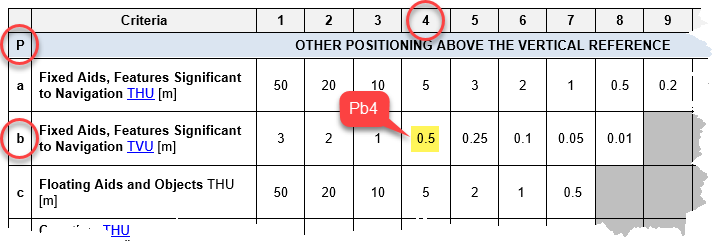 Criteria 1 2 3 4 5 6 7 8 9
P OTHER POSITIONING ABOVE THE VERTICAL REFERENCE
a Fixed Aids, Features Significant to Navigation THU [m] 50 20 10 5 3 2 1 0.5 0.2
Pb4
b Fixed Aids, Features Significant to Navigation TVU [m] 3 2 1 0.5 0.25 0.1 0.05 0.01
c Floating Aids and Objects THU [m] 50 20 10 5 2 1 0.5
THU